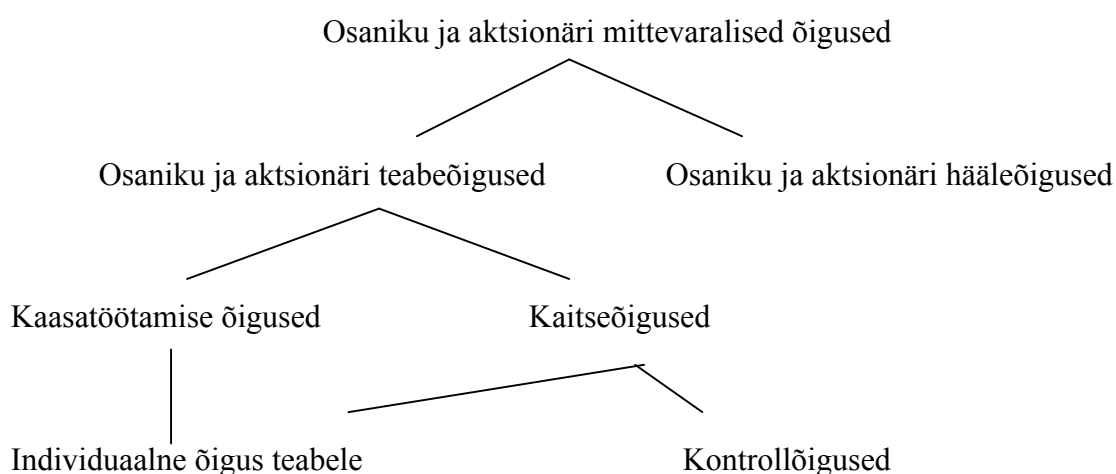 Osaniku ja aktsionäri mittevaralised õigused
Osaniku ja aktsionäri teabeõigused
Osaniku ja aktsionäri hääleõigused
Kaasatöötamise õigused
Kaitseõigused
Individuaalne õigus teabele
Kontrollõigused